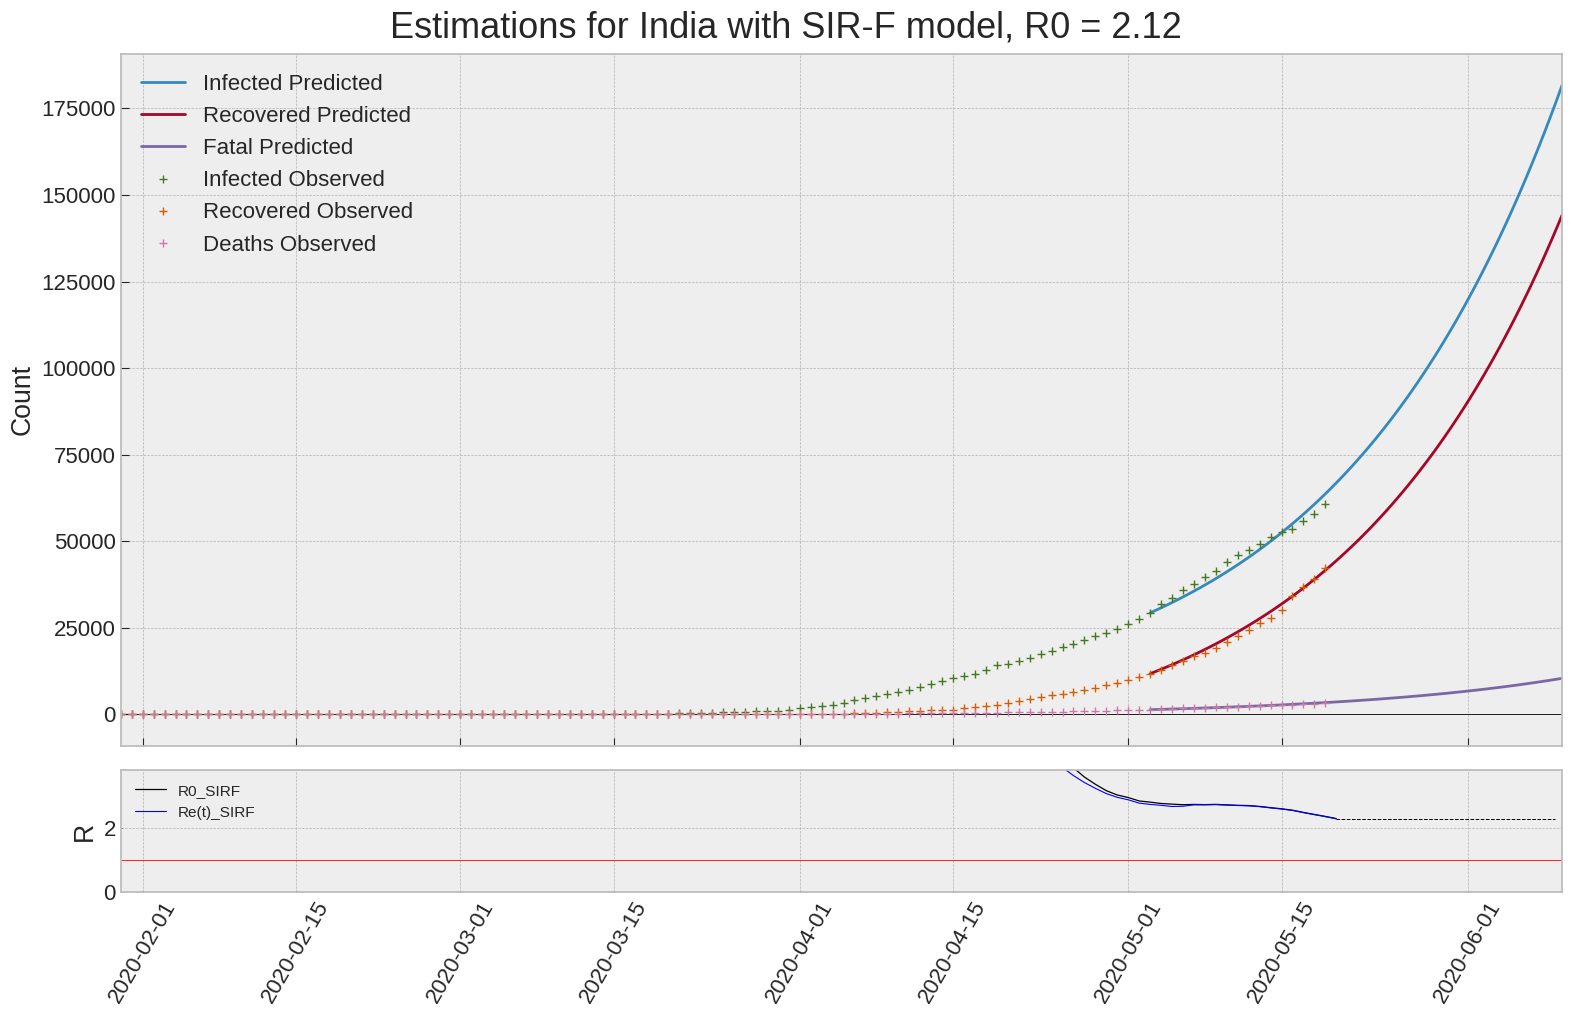 Estimations for India with SIR-F model, R0 = 2.12
Infected Predicted
Recovered Predicted
Fatal Predicted
Infected Observed
Recovered Observed
Deaths Observed
175000
150000
125000
100000
75000
50000
25000
0
Count
R0_SIRF
Re(t)_SIRF
2
0
R
2020-02-01
2020-02-15
2020-03-01
2020-03-15
2020-04-01
2020-04-15
2020-05-01
2020-05-15
2020-06-01